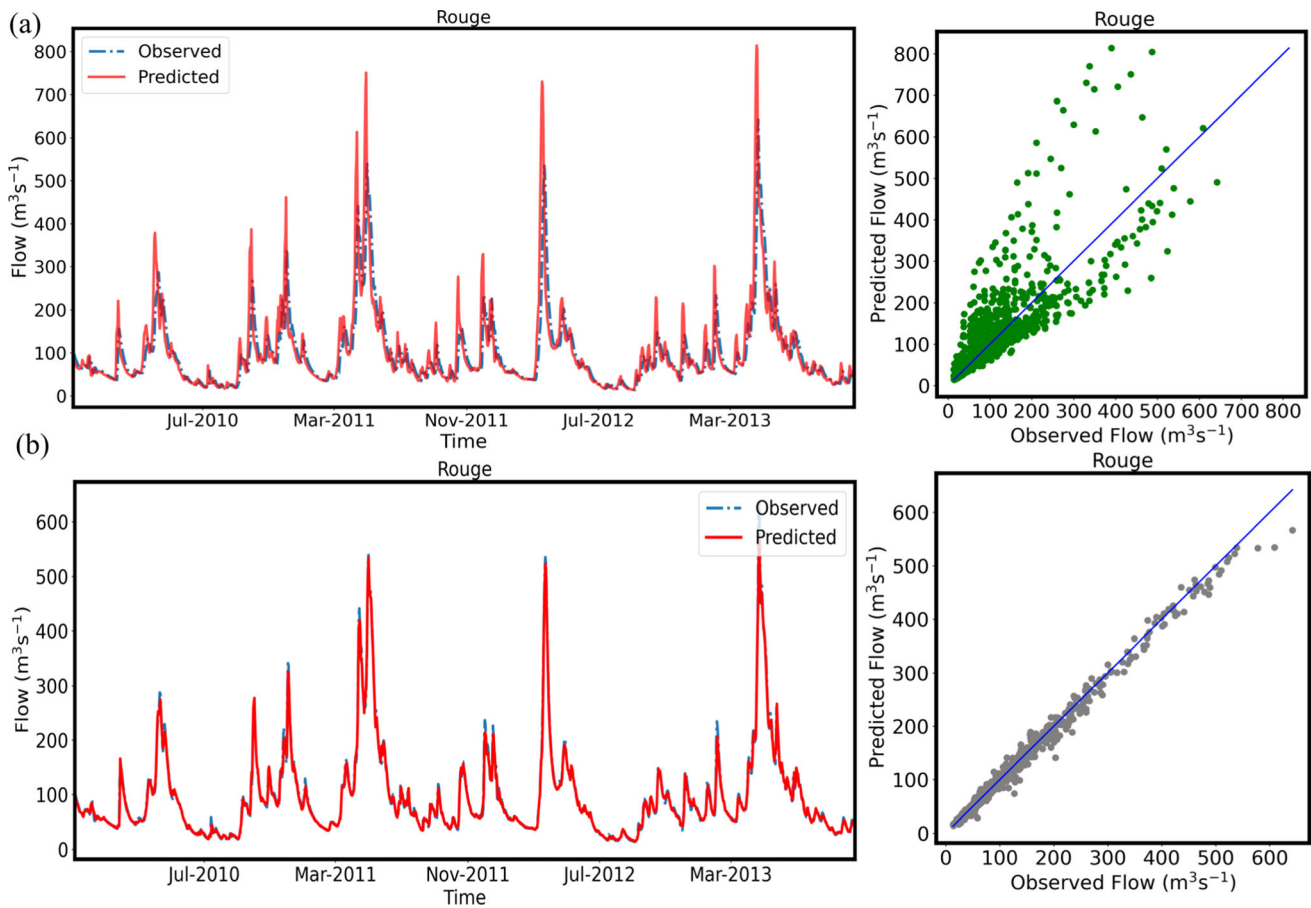 (a)
Rouge
Observed
Predicted
800
700
600
500
400
300
200
100
0
Flow (m³s⁻¹)
Jul-2010 Mar-2011 Nov-2011 Jul-2012 Mar-2013
Time
Rouge
800
700
600
500
400
300
200
100
0
Predicted Flow (m³s⁻¹)
0 100 200 300 400 500 600 700 800
Observed Flow (m³s⁻¹)
(b)
Rouge
Observed
Predicted
600
500
400
300
200
100
0
Flow (m³s⁻¹)
Jul-2010 Mar-2011 Nov-2011 Jul-2012 Mar-2013
Time
Rouge
600
500
400
300
200
100
0
Predicted Flow (m³s⁻¹)
0 100 200 300 400 500 600
Observed Flow (m³s⁻¹)